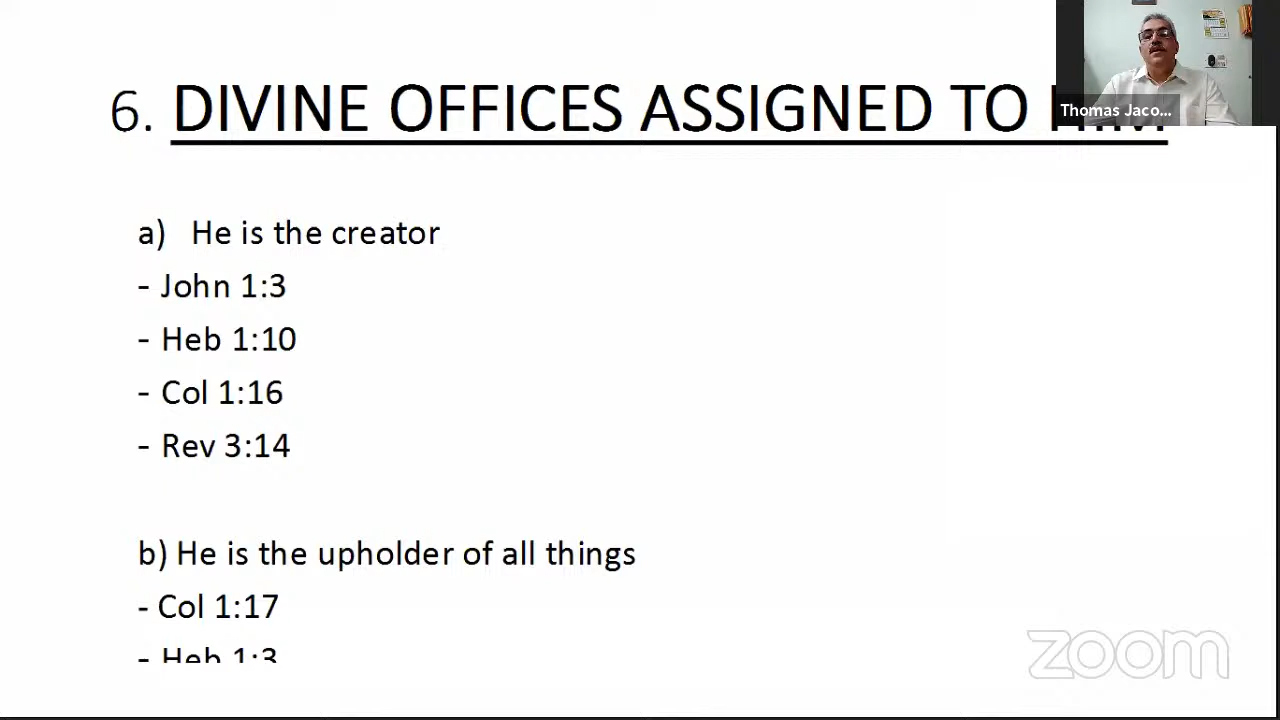 6. DIVINE OFFICES ASSIGNED TO HIM
Thomas Jaco...
a) He is the creator
- John 1:3
- Heb 1:10
- Col 1:16
- Rev 3:14
b) He is the upholder of all things
- Col 1:17
- Heb 1:3
zoom